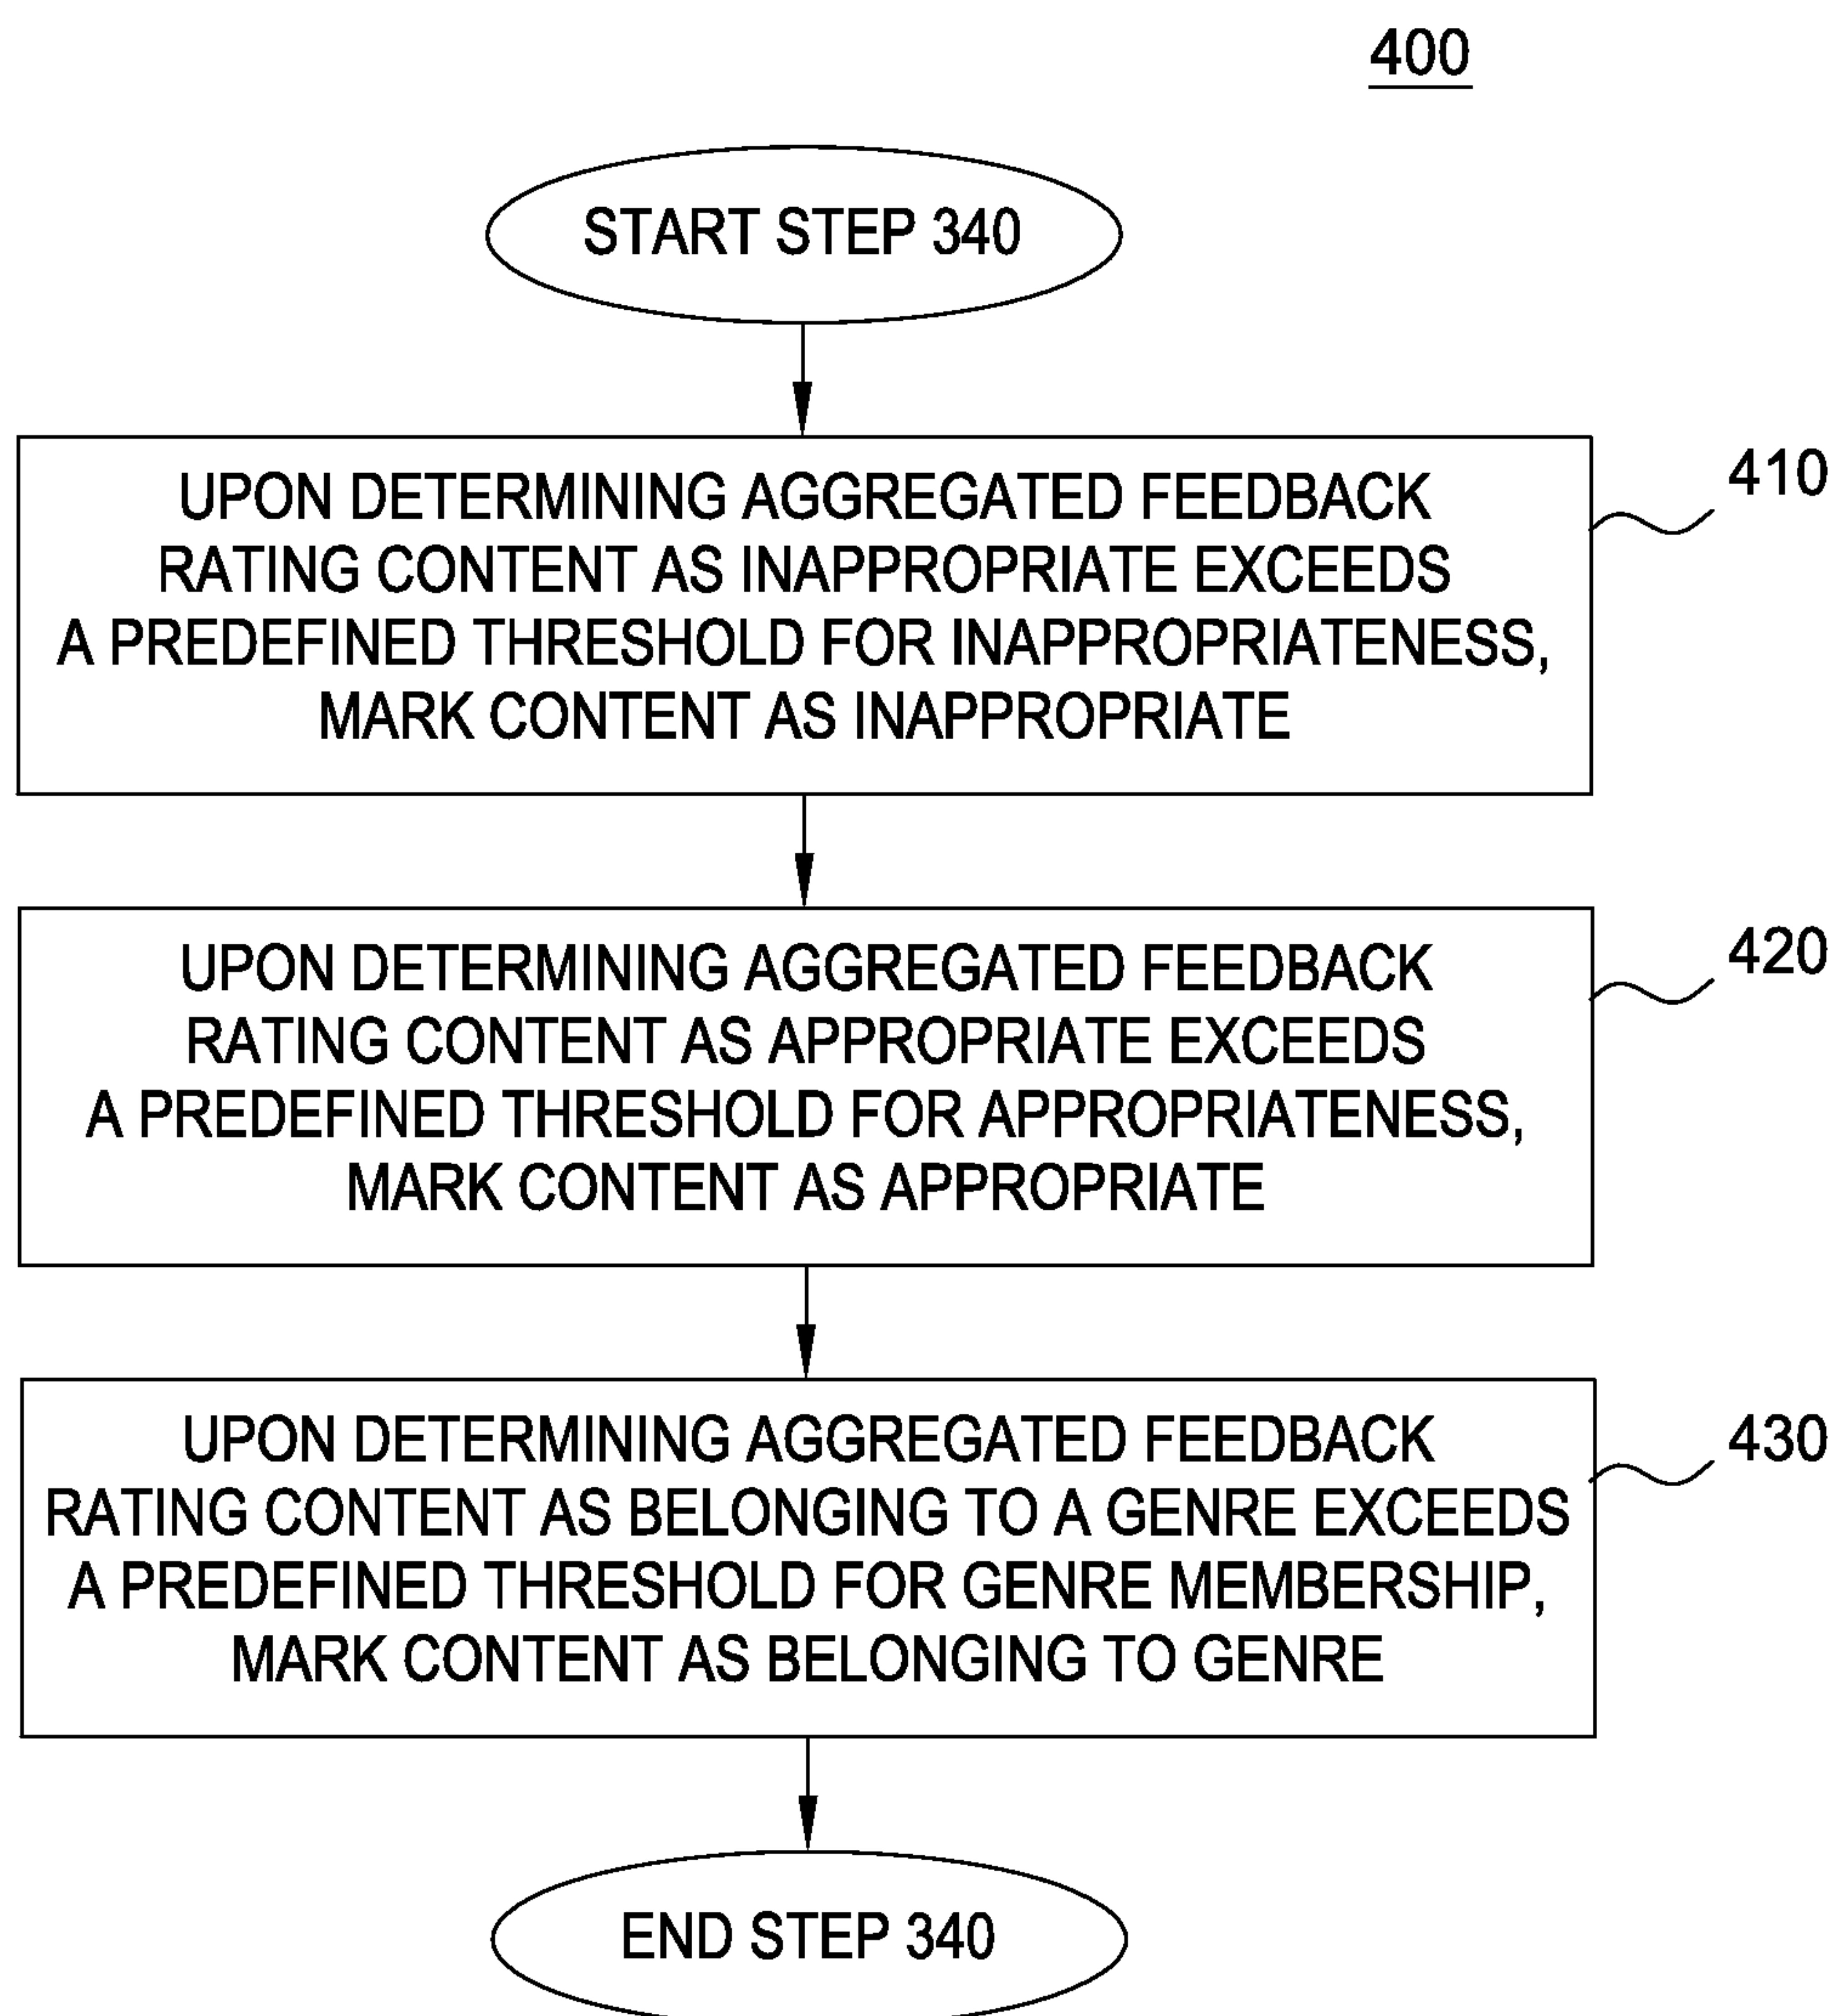 400
START STEP 340
UPON DETERMINING AGGREGATED FEEDBACK
RATING CONTENT AS INAPPROPRIATE EXCEEDS
A PREDEFINED THRESHOLD FOR INAPPROPRIATENESS,
MARK CONTENT AS INAPPROPRIATE
410
UPON DETERMINING AGGREGATED FEEDBACK
RATING CONTENT AS APPROPRIATE EXCEEDS
A PREDEFINED THRESHOLD FOR APPROPRIATENESS,
MARK CONTENT AS APPROPRIATE
420
UPON DETERMINING AGGREGATED FEEDBACK
RATING CONTENT AS BELONGING TO A GENRE EXCEEDS
A PREDEFINED THRESHOLD FOR GENRE MEMBERSHIP,
MARK CONTENT AS BELONGING TO GENRE
430
END STEP 340